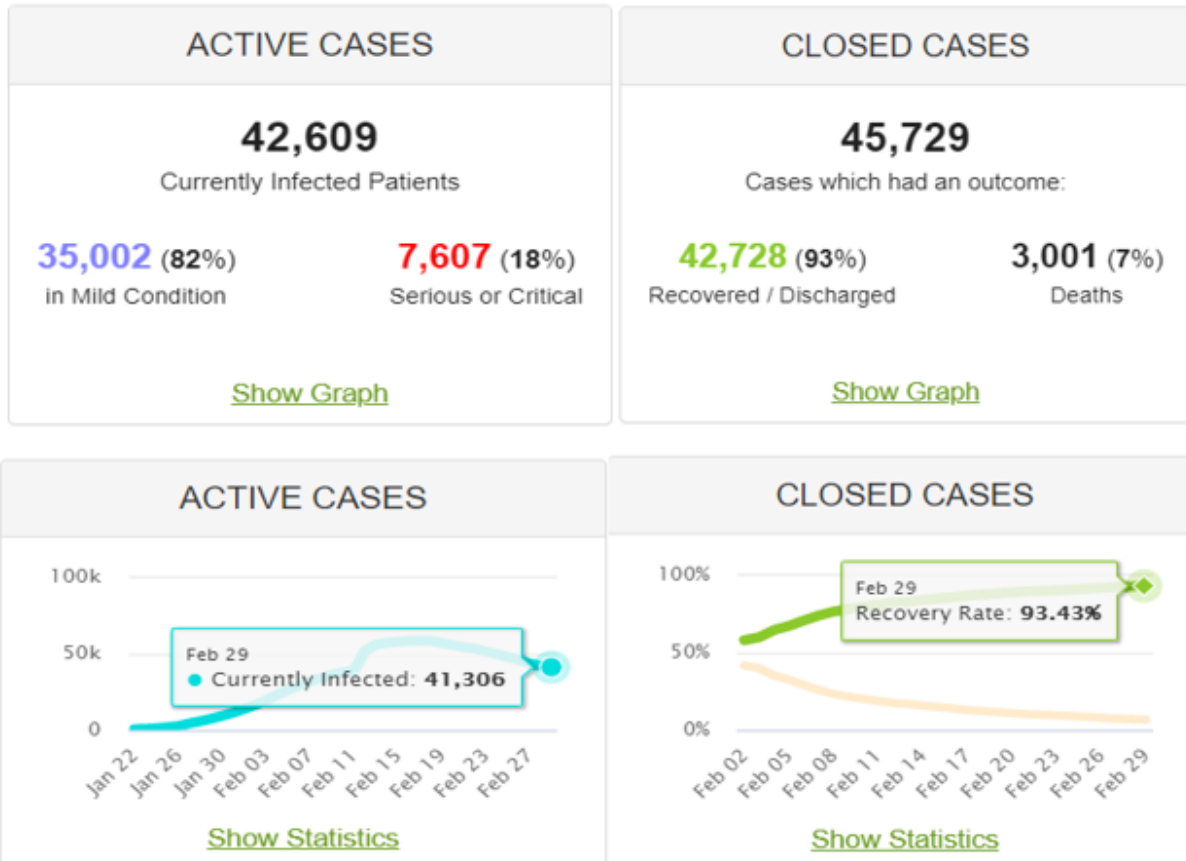 ACTIVE CASES
42,609
Currently Infected Patients
35,002 (82%)
in Mild Condition
7,607 (18%)
Serious or Critical
Show Graph
CLOSED CASES
45,729
Cases which had an outcome:
42,728 (93%)
Recovered / Discharged
3,001 (7%)
Deaths
Show Graph
ACTIVE CASES
100k
50k
0
Feb 29
Currently Infected: 41,306
Jan 22
Jan 26
Jan 30
Feb 03
Feb 07
Feb 11
Feb 15
Feb 19
Feb 23
Feb 27
Show Statistics
CLOSED CASES
100%
50%
0%
Feb 29
Recovery Rate: 93.43%
Feb 02
Feb 05
Feb 08
Feb 11
Feb 14
Feb 17
Feb 20
Feb 23
Feb 26
Feb 29
Show Statistics